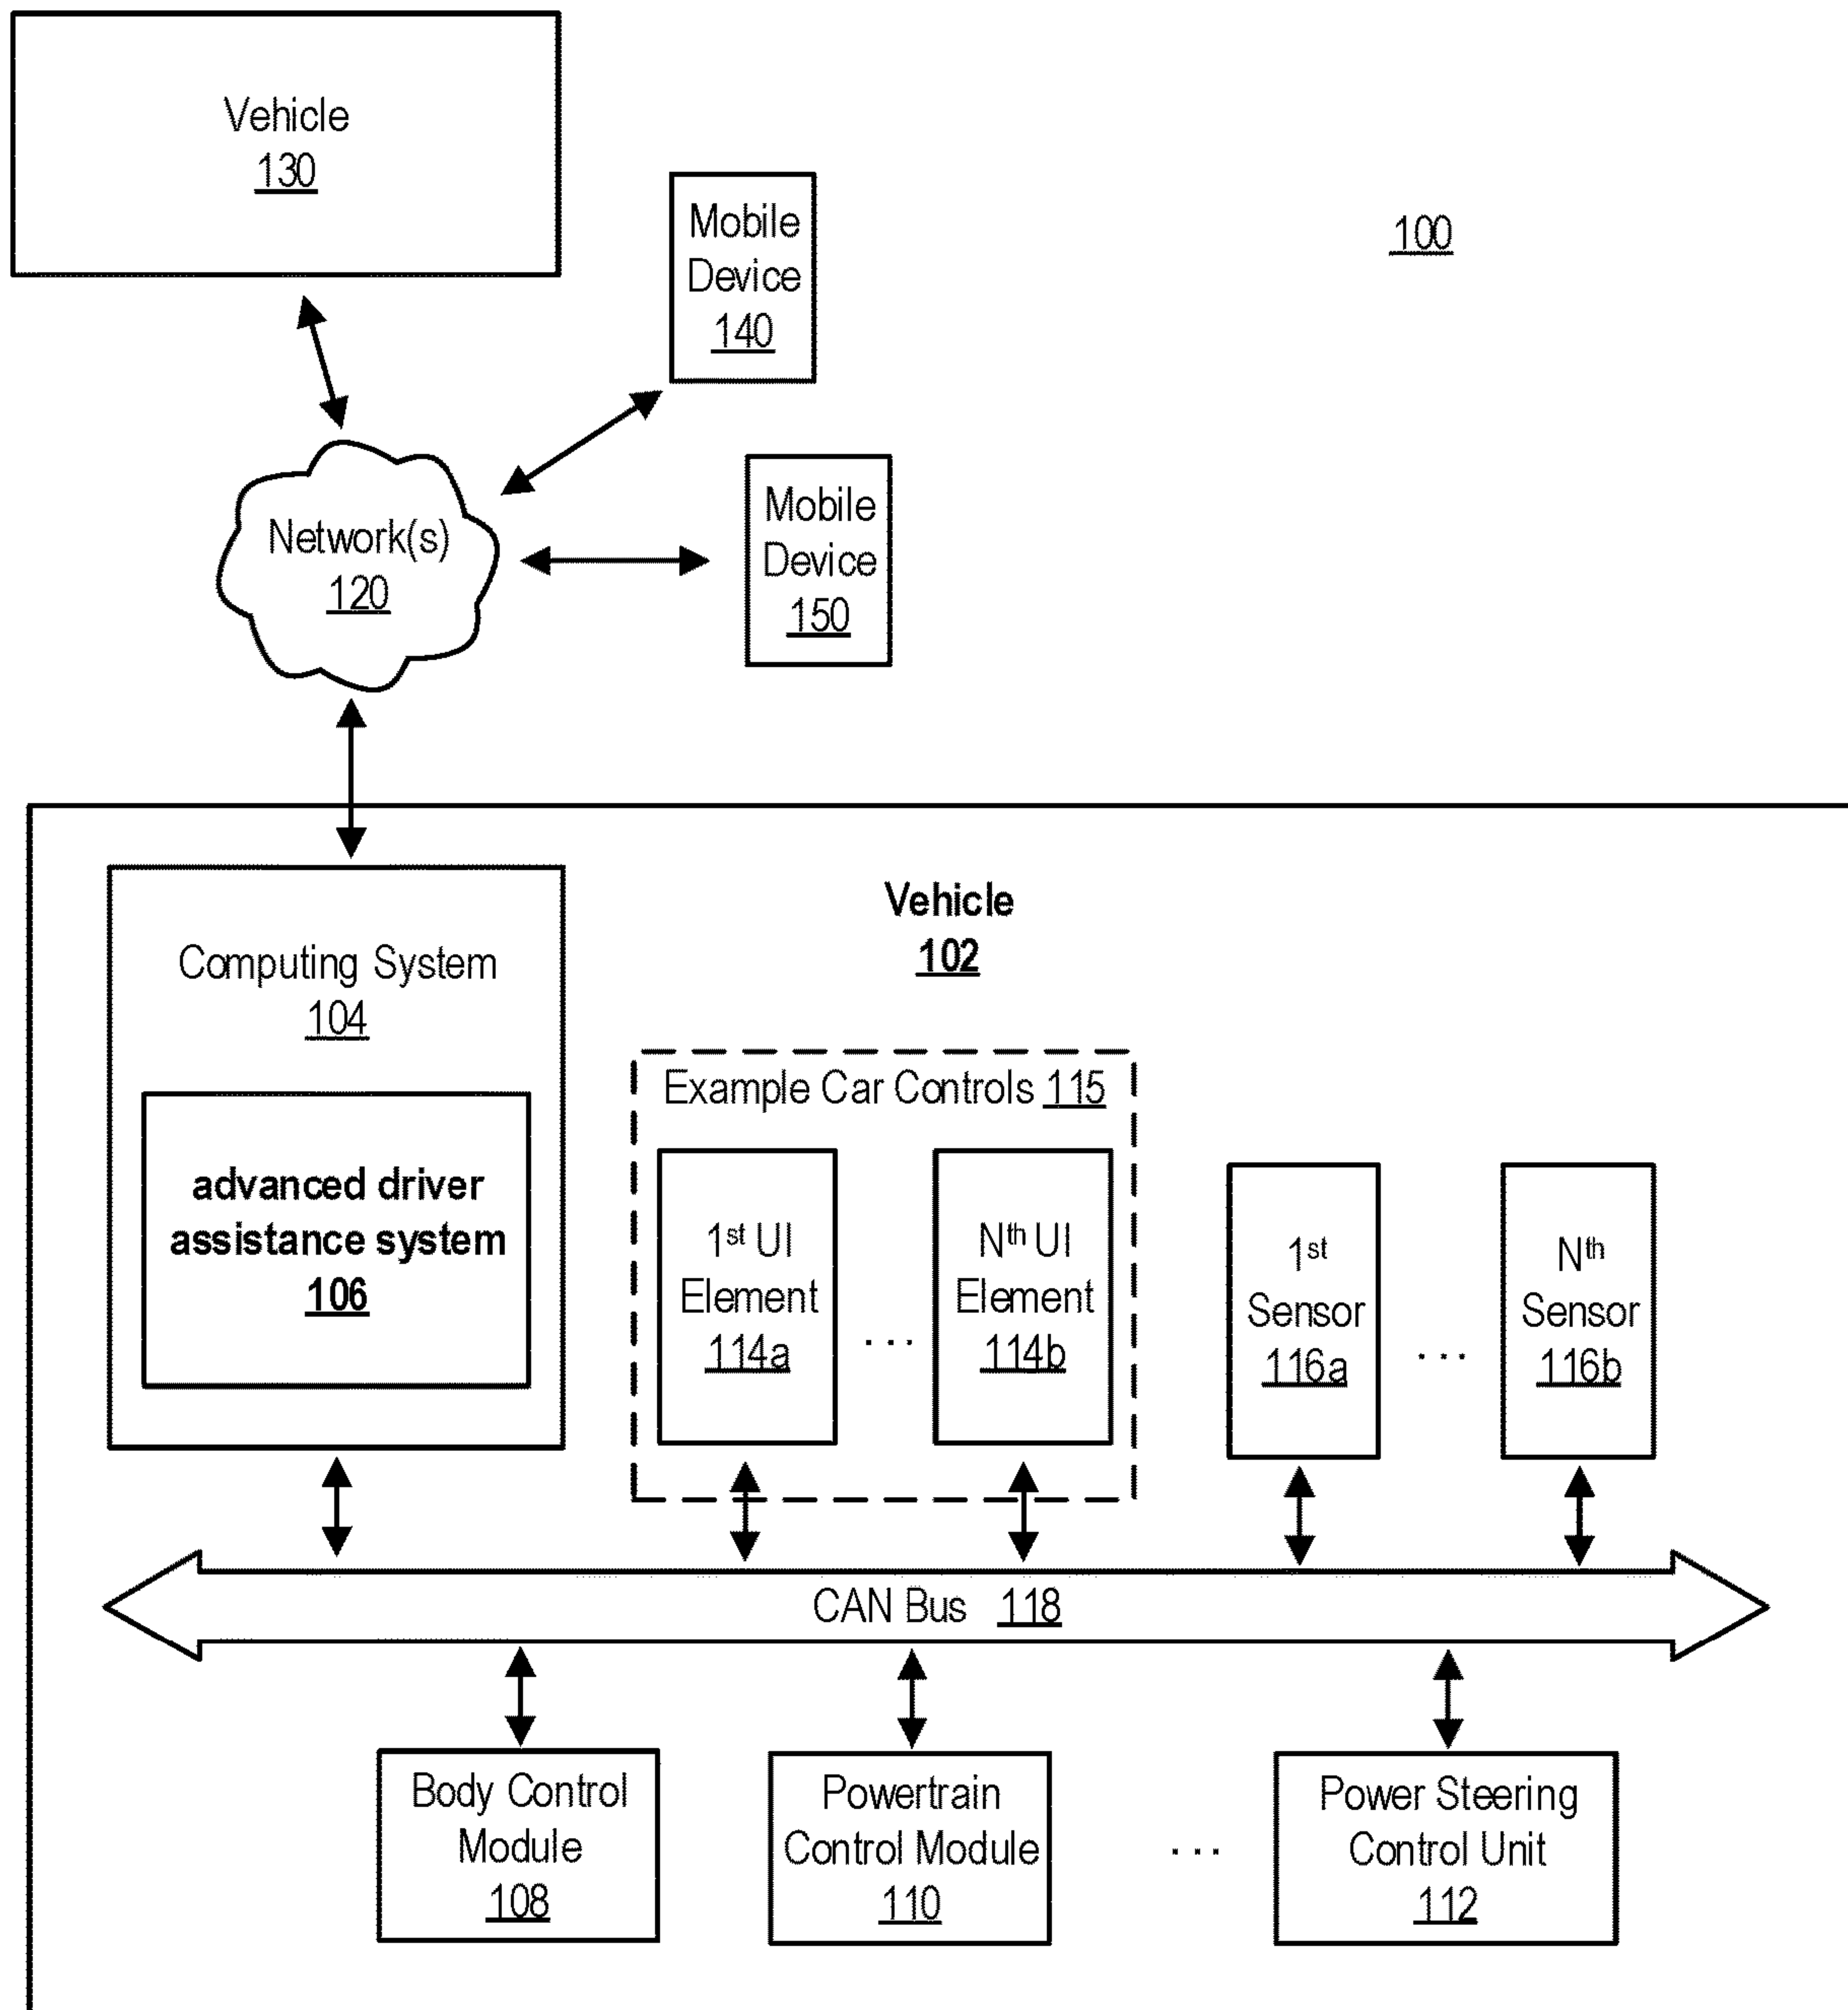 Vehicle
130
Mobile
Device
140
100
Network(s)
120
Mobile
Device
150
Vehicle
102
Computing System
104
advanced driver
assistance system
106
Example Car Controls 115
1st UI
Element
114a
...
Nth UI
Element
114b
1st
Sensor
116a
...
Nth
Sensor
116b
CAN Bus 118
Body Control
Module
108
Powertrain
Control Module
110
...
Power Steering
Control Unit
112